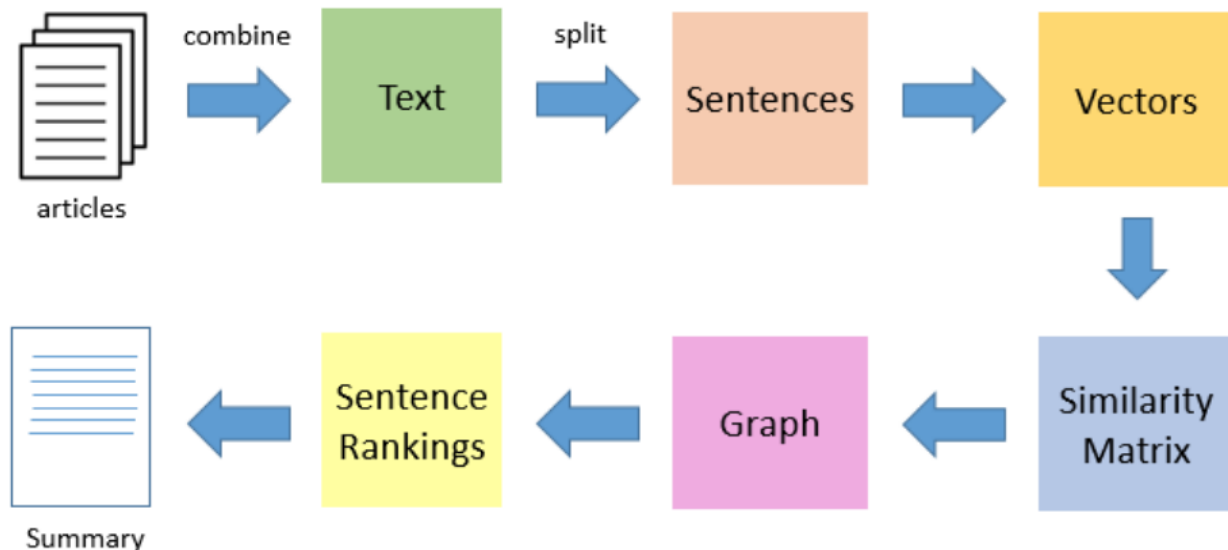 combine
split
Text
Sentences
Vectors
articles
Similarity
Matrix
Graph
Sentence
Rankings
Summary